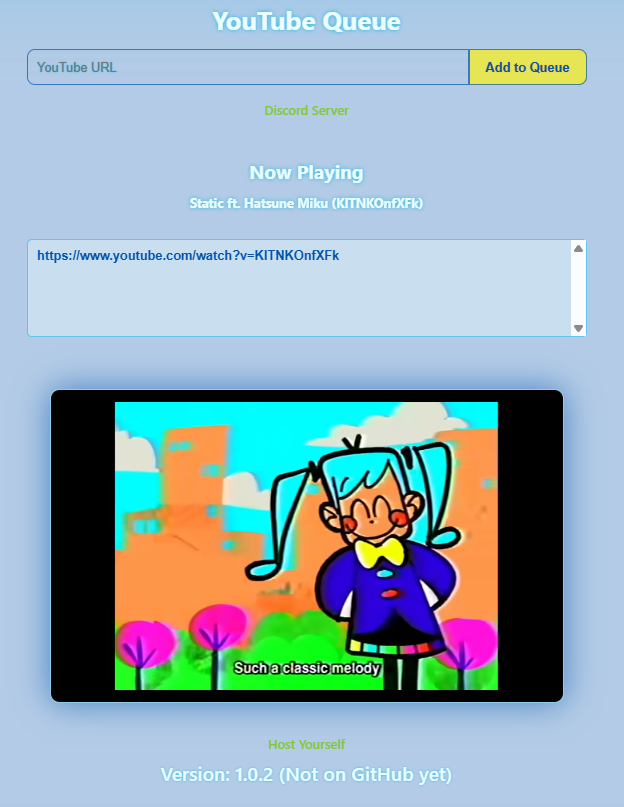 YouTube Queue
YouTube URL
Add to Queue
Discord Server
Now Playing
Static ft. Hatsune Miku (KITNKOnfXFk)
https://www.youtube.com/watch?v=KITNKOnfXFk
Such a classic melody
Host Yourself
Version: 1.0.2 (Not on GitHub yet)